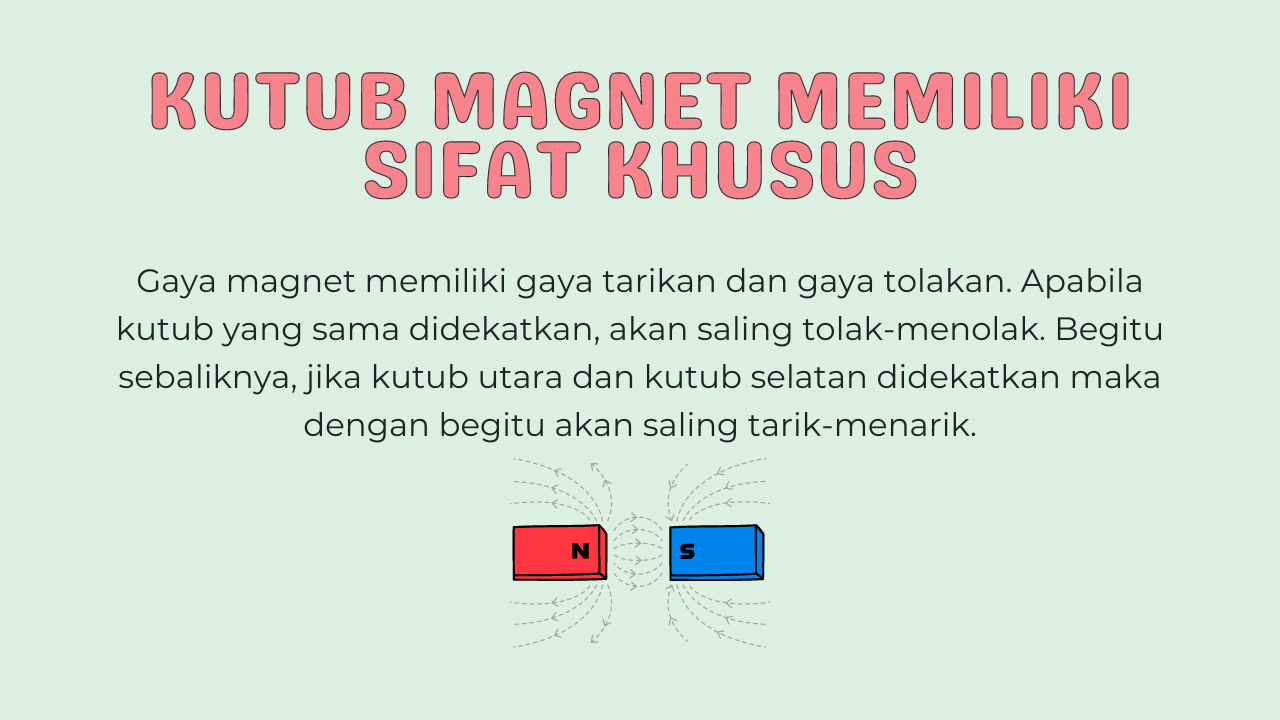 KUTUB MAGNET MEMILIKI
SIFAT KHUSUS
Gaya magnet memiliki gaya tarikan dan gaya tolakan. Apabila
kutub yang sama didekatkan, akan saling tolak-menolak. Begitu
sebaliknya, jika kutub utara dan kutub selatan didekatkan maka
dengan begitu akan saling tarik-menarik.
N
S